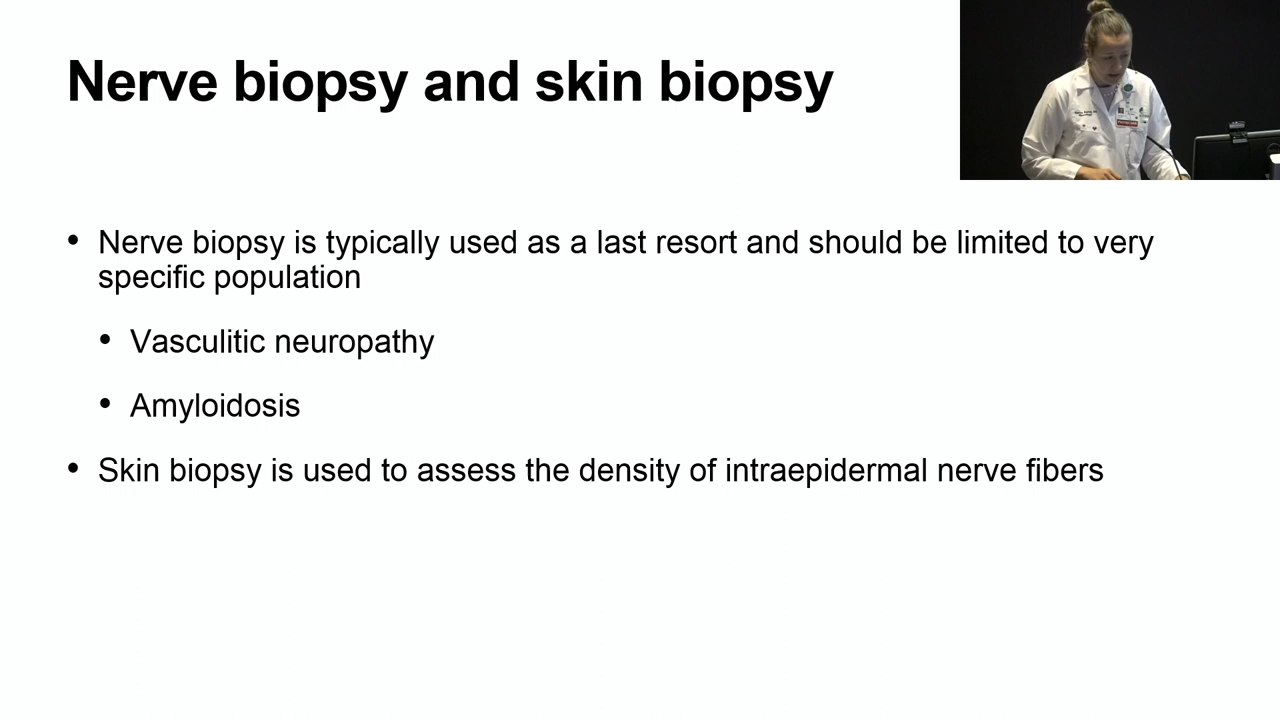 Nerve biopsy and skin biopsy
• Nerve biopsy is typically used as a last resort and should be limited to very
specific population
• Vasculitic neuropathy
• Amyloidosis
• Skin biopsy is used to assess the density of intraepidermal nerve fibers